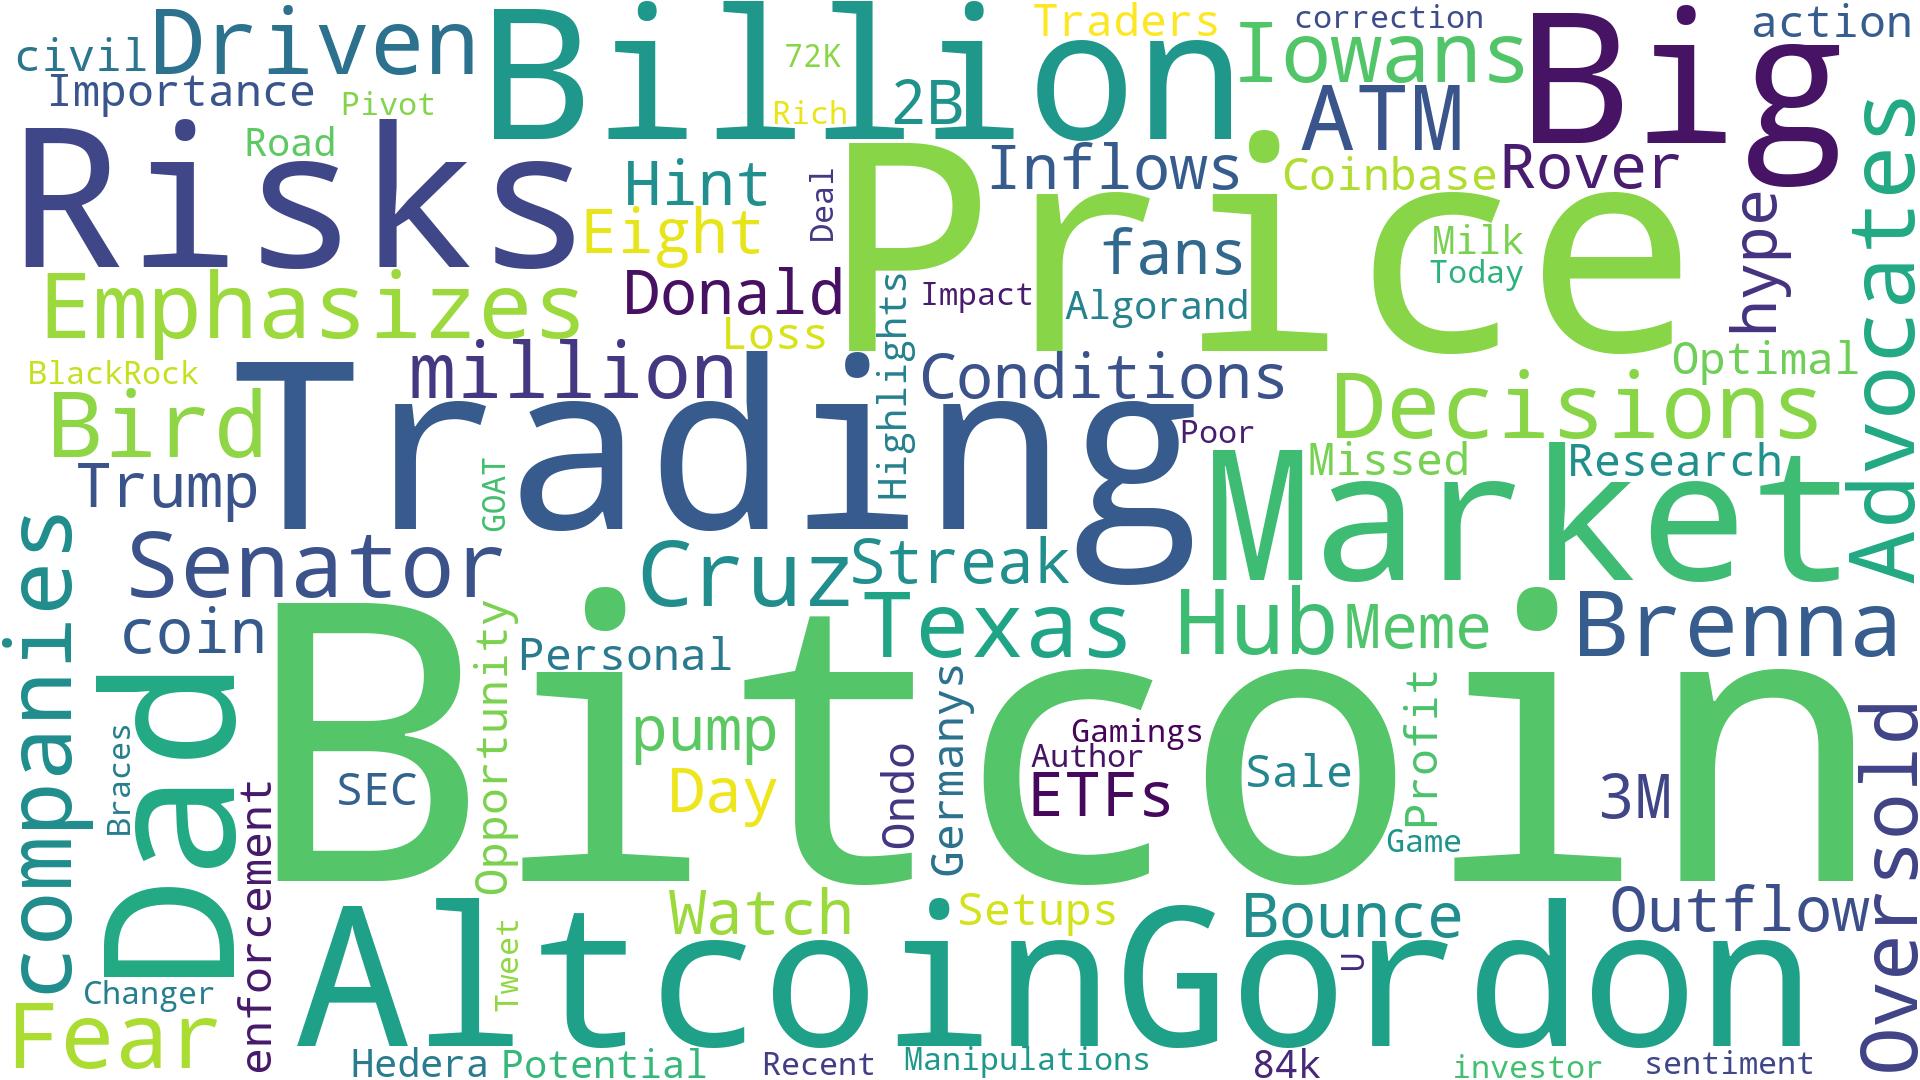 civil
Driven
Billion
Traders
correction
Iowans
Big
action
Importance
Pivot
72K
Rich
2B
ATM
Road
Risks
Hint
Deal
Price
Inflows
Coinbase
Rover
hype
Advocates
Eight
fans
Milk
Today
Emphasizes
Donald
Impact
Algorand
Loss
Highlights
Optimal
BlackRock
million
Conditions
Decisions
Bird
Trading
Poor
Missed
Research
Trump
GOAT
Market
companies
Senator
Cruz
Streak
coin
Opportunity
Personal
Texas
Hub
Meme
Brenna
Dad
Bitcoin
Braces
pump
Germanys
Gamings
Author
Profit
Oversold
SEC
Day
Ondo
ETFs
Sale
3M
enforcement
Game
Watch
Setups
Bounce
Outflow
AltcoinGordon
Tweet
U
Changer
Fear
Hedera
Potential
Recent
Manipulations
84k
investor
sentiment